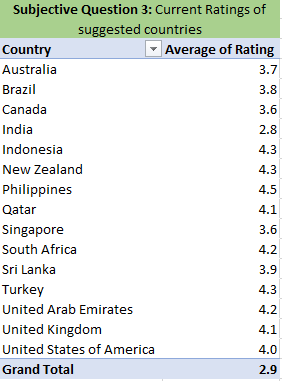 Subjective Question 3: Current Ratings of
suggested countries
Country Average of Rating
Australia 3.7
Brazil 3.8
Canada 3.6
India 2.8
Indonesia 4.3
New Zealand 4.3
Philippines 4.5
Qatar 4.1
Singapore 3.6
South Africa 4.2
Sri Lanka 3.9
Turkey 4.3
United Arab Emirates 4.2
United Kingdom 4.1
United States of America 4.0
Grand Total 2.9